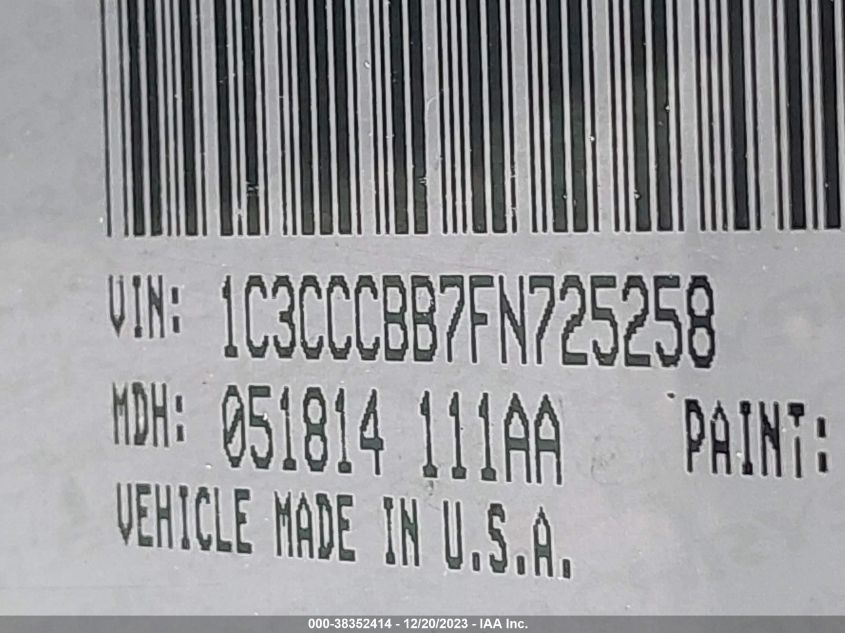 VIN: 1C3CCCBB7FN725258
MDH: 051814 111AA PAINT:
VEHICLE MADE IN U.S.A.
000-38352414 - 12/20/2023 - IAA Inc.